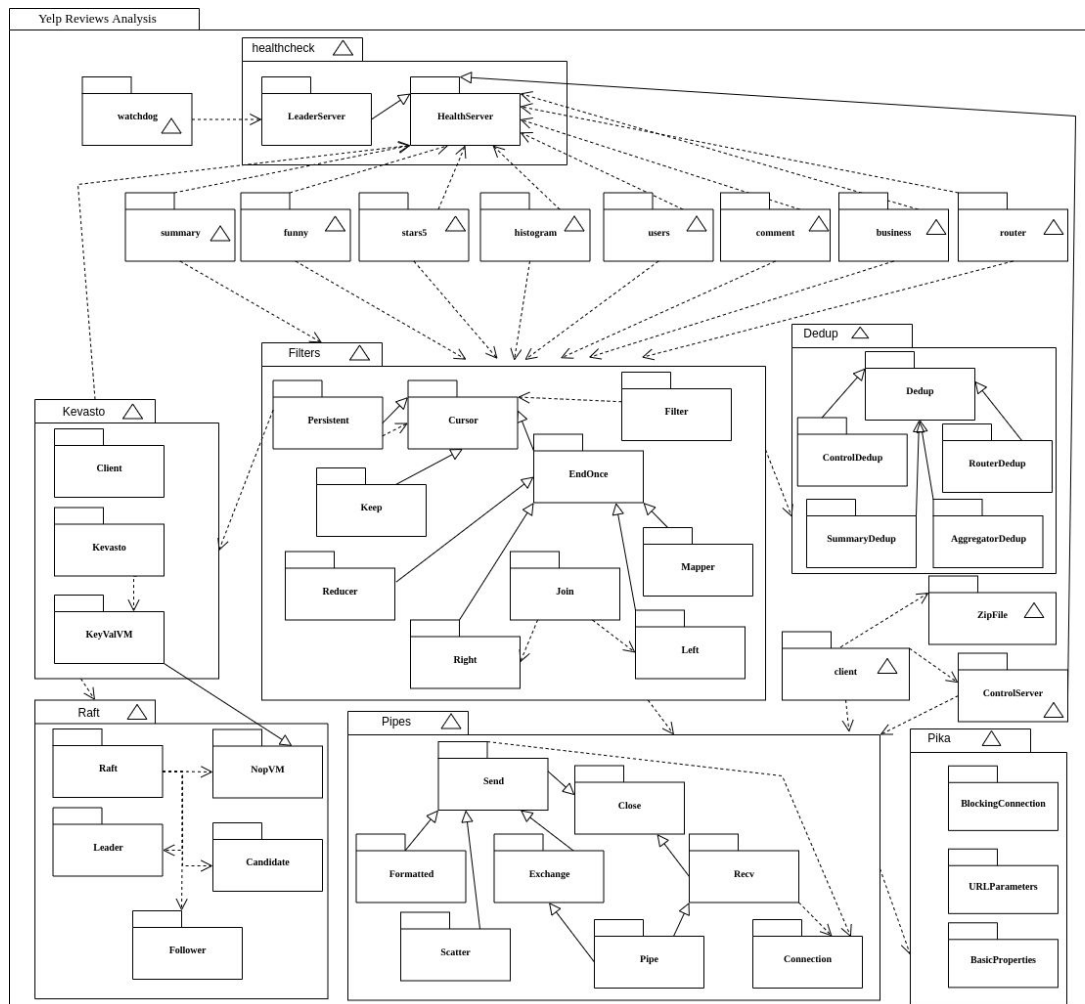 Yelp Reviews Analysis
healthcheck
watchdog
LeaderServer
HealthServer
summary
funny
stars5
histogram
users
comment
business
router
Filters
Dedup
Persistent
Cursor
Filter
Dedup
Kevasto
Client
Keep
EndOnce
ControlDedup
RouterDedup
Kevasto
SummaryDedup
AggregatorDedup
Reducer
Join
Mapper
KeyValVM
Right
Left
ZipFile
client
ControlServer
Raft
Pipes
Pika
Raft
NopVM
Send
Close
BlockingConnection
Leader
Candidate
Formatted
Exchange
Recv
URLParameters
Follower
Scatter
Pipe
Connection
BasicProperties